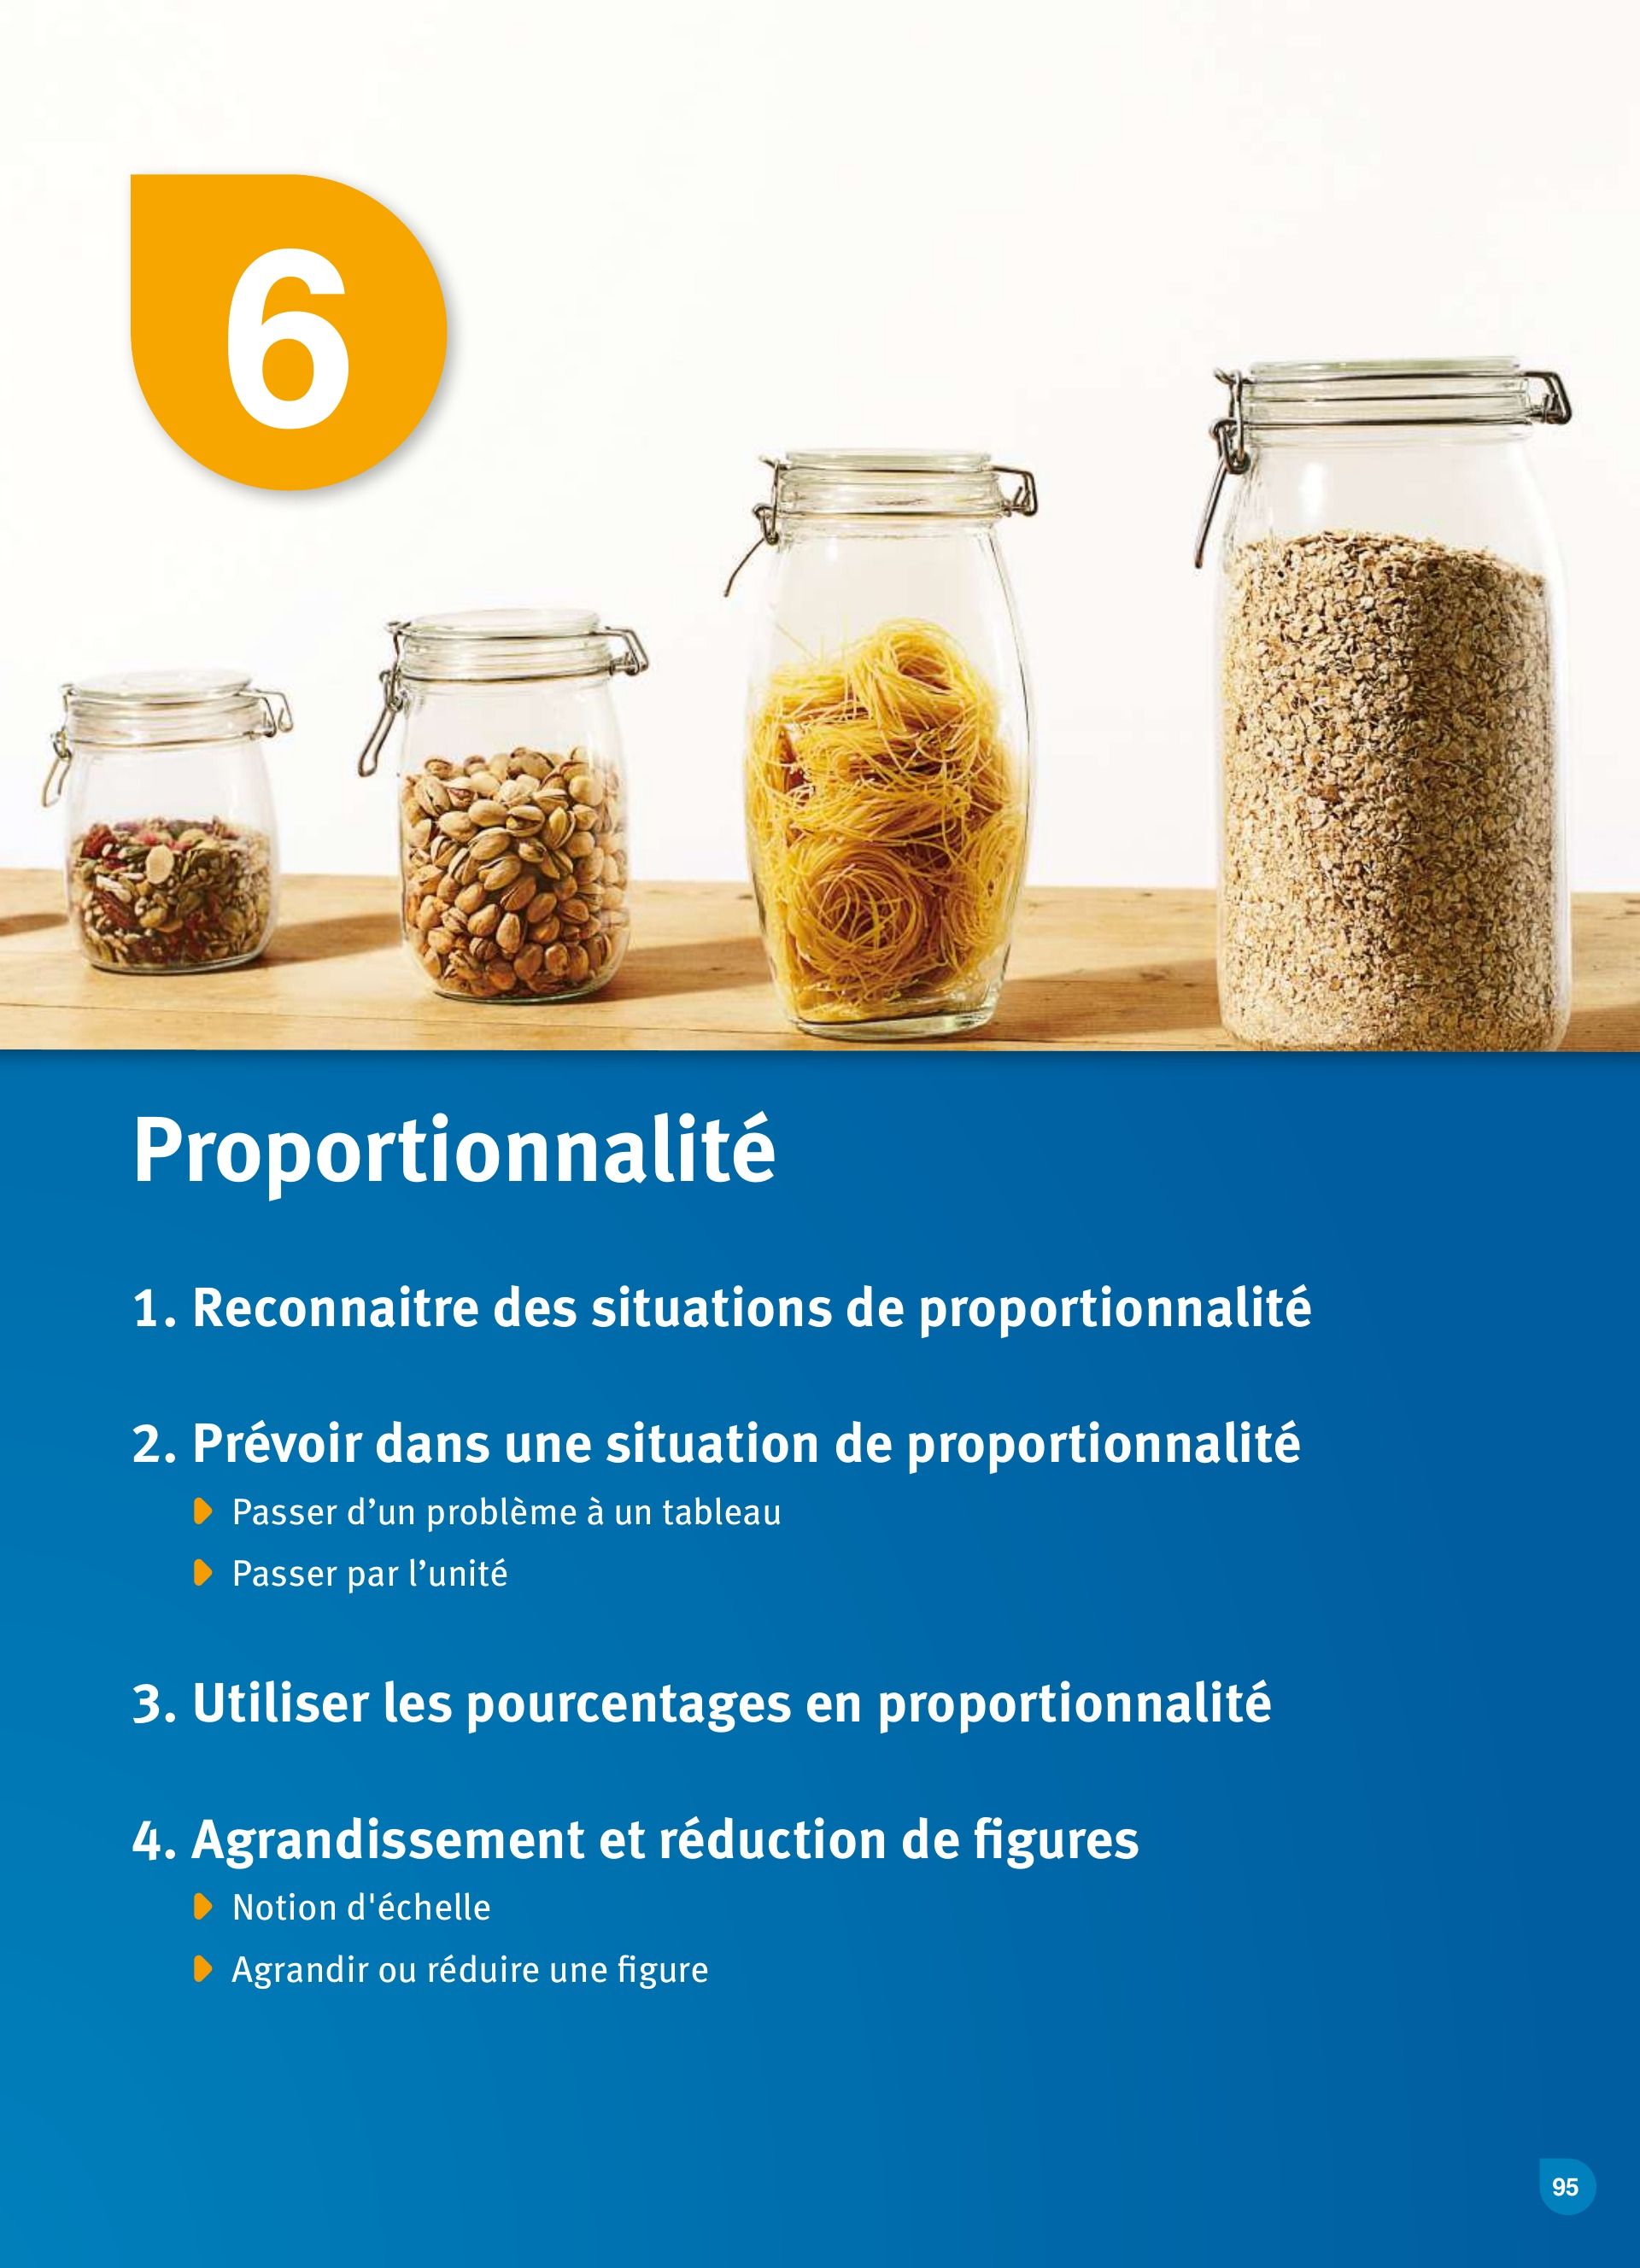 6
Proportionnalité
1. Reconnaitre des situations de proportionnalité
2. Prévoir dans une situation de proportionnalité
Passer d’un problème à un tableau
Passer par l’unité
3. Utiliser les pourcentages en proportionnalité
4. Agrandissement et réduction de figures
Notion d'échelle
Agrandir ou réduire une figure
95